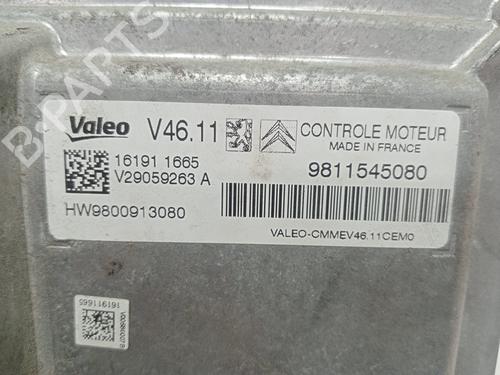 B-PARTS
Valeo V46.11 CONTROLE MOTEUR
MADE IN FRANCE
16191 1665
V29059263 A
9811545080
HW9800913080
VALEO-CMMEV46.11CEM0
161911665